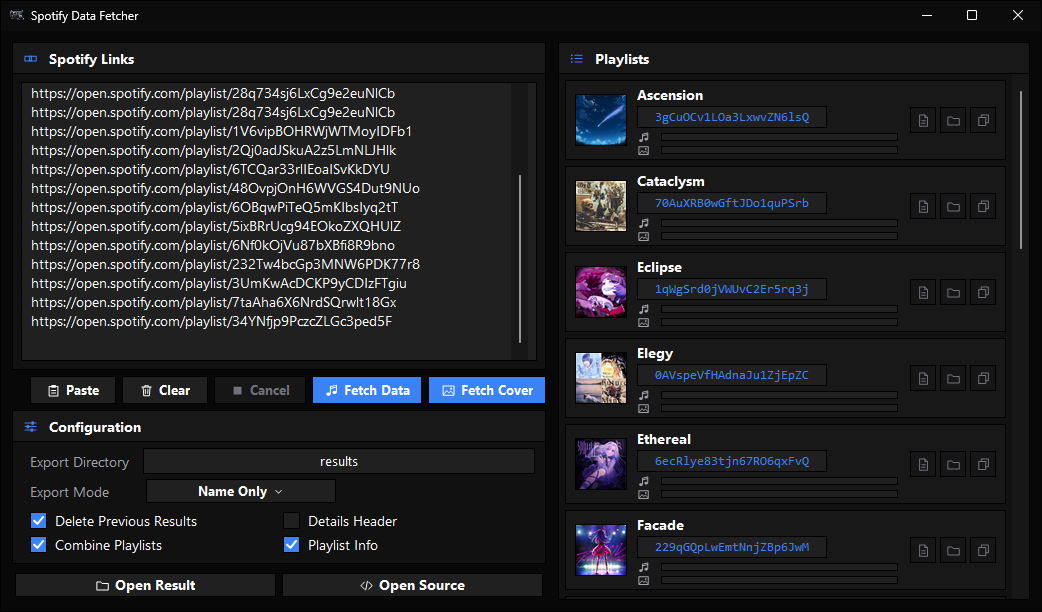 Spotify Data Fetcher
Spotify Links
https://open.spotify.com/playlist/28q734sj6LxCg9e2euNlCb
https://open.spotify.com/playlist/28q734sj6LxCg9e2euNlCb
https://open.spotify.com/playlist/1V6vipBOHRWjWTMoyIDFb1
https://open.spotify.com/playlist/2Qj0adJSkuA2z5LmNLJHlk
https://open.spotify.com/playlist/6TCQar33rlIEoaISvKkDYU
https://open.spotify.com/playlist/48OvpjOnH6WVGS4Dut9NUo
https://open.spotify.com/playlist/6OBqwPiTeQ5mKlbsIyq2tT
https://open.spotify.com/playlist/5ixBRrUcg94EOkoZXQHUlZ
https://open.spotify.com/playlist/6Nf0kOjVu87bXBfi8R9bno
https://open.spotify.com/playlist/232Tw4bcGp3MNW6PDK77r8
https://open.spotify.com/playlist/3UmKwAcDCKP9yCDIzFTgiu
https://open.spotify.com/playlist/7taAha6X6NrdSQrwlt18Gx
https://open.spotify.com/playlist/34YNfjp9PczcZLGc3ped5F
Paste
Clear
Cancel
Fetch Data
Fetch Cover
Configuration
Export Directory
results
Export Mode
Name Only
Delete Previous Results
Details Header
Combine Playlists
Playlist Info
Open Result
Open Source
Playlists
Ascension
3gCuOCv1LOa3LxwvZN6lsQ
Cataclysm
70AuXRB0wGftJDo1quPSrb
Eclipse
1qWgSrd0jVWUvC2Er5rq3j
Elegy
0AVspeVfHAdnaJu1ZjEpZC
Ethereal
6ecRlye83tjn67RO6qxFvQ
Facade
229qGQpLwEmtNnjZBp6JwM